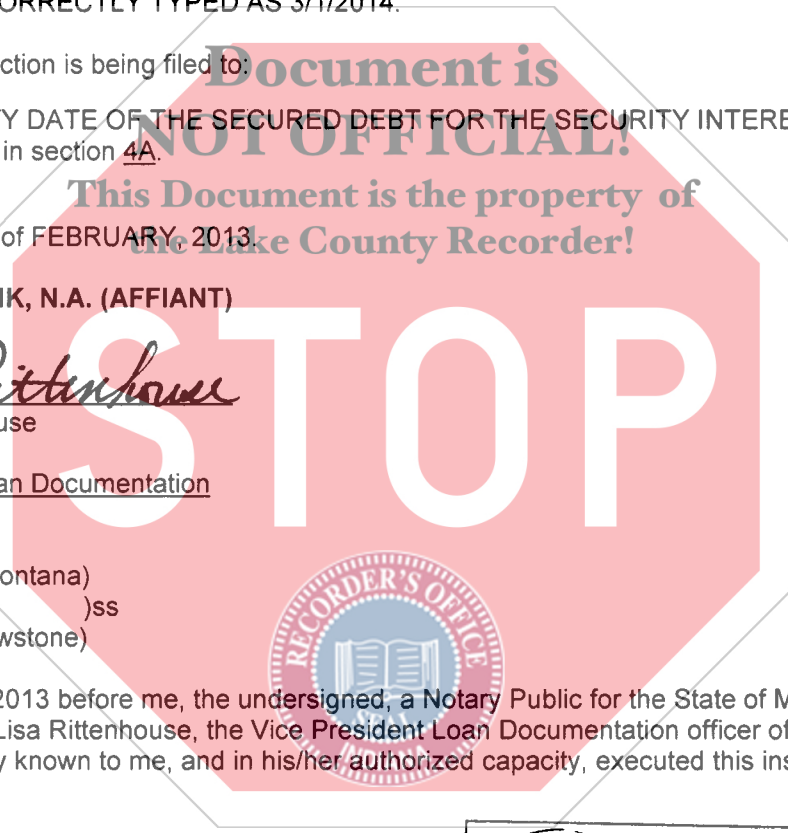 ORRECTLY TYPED AS 3/1/2014.
ction is being filed to:
Document is
TY DATE OF THE SECURED DEBT FOR THE SECURITY INTERE
NOT OFFICIAL!
in section 4A.
This Document is the property of
the Lake County Recorder!
of FEBRUARY, 2013.
IK, N.A. (AFFIANT)
STOP
Rittenhouse
use
an Documentation
ontana)
)ss
wstone)
RECORDER'S OFFICE
SEAL
INDIANA
2013 before me, the undersigned, a Notary Public for the State of M
Lisa Rittenhouse, the Vice President Loan Documentation officer of
y known to me, and in his/her authorized capacity, executed this ins